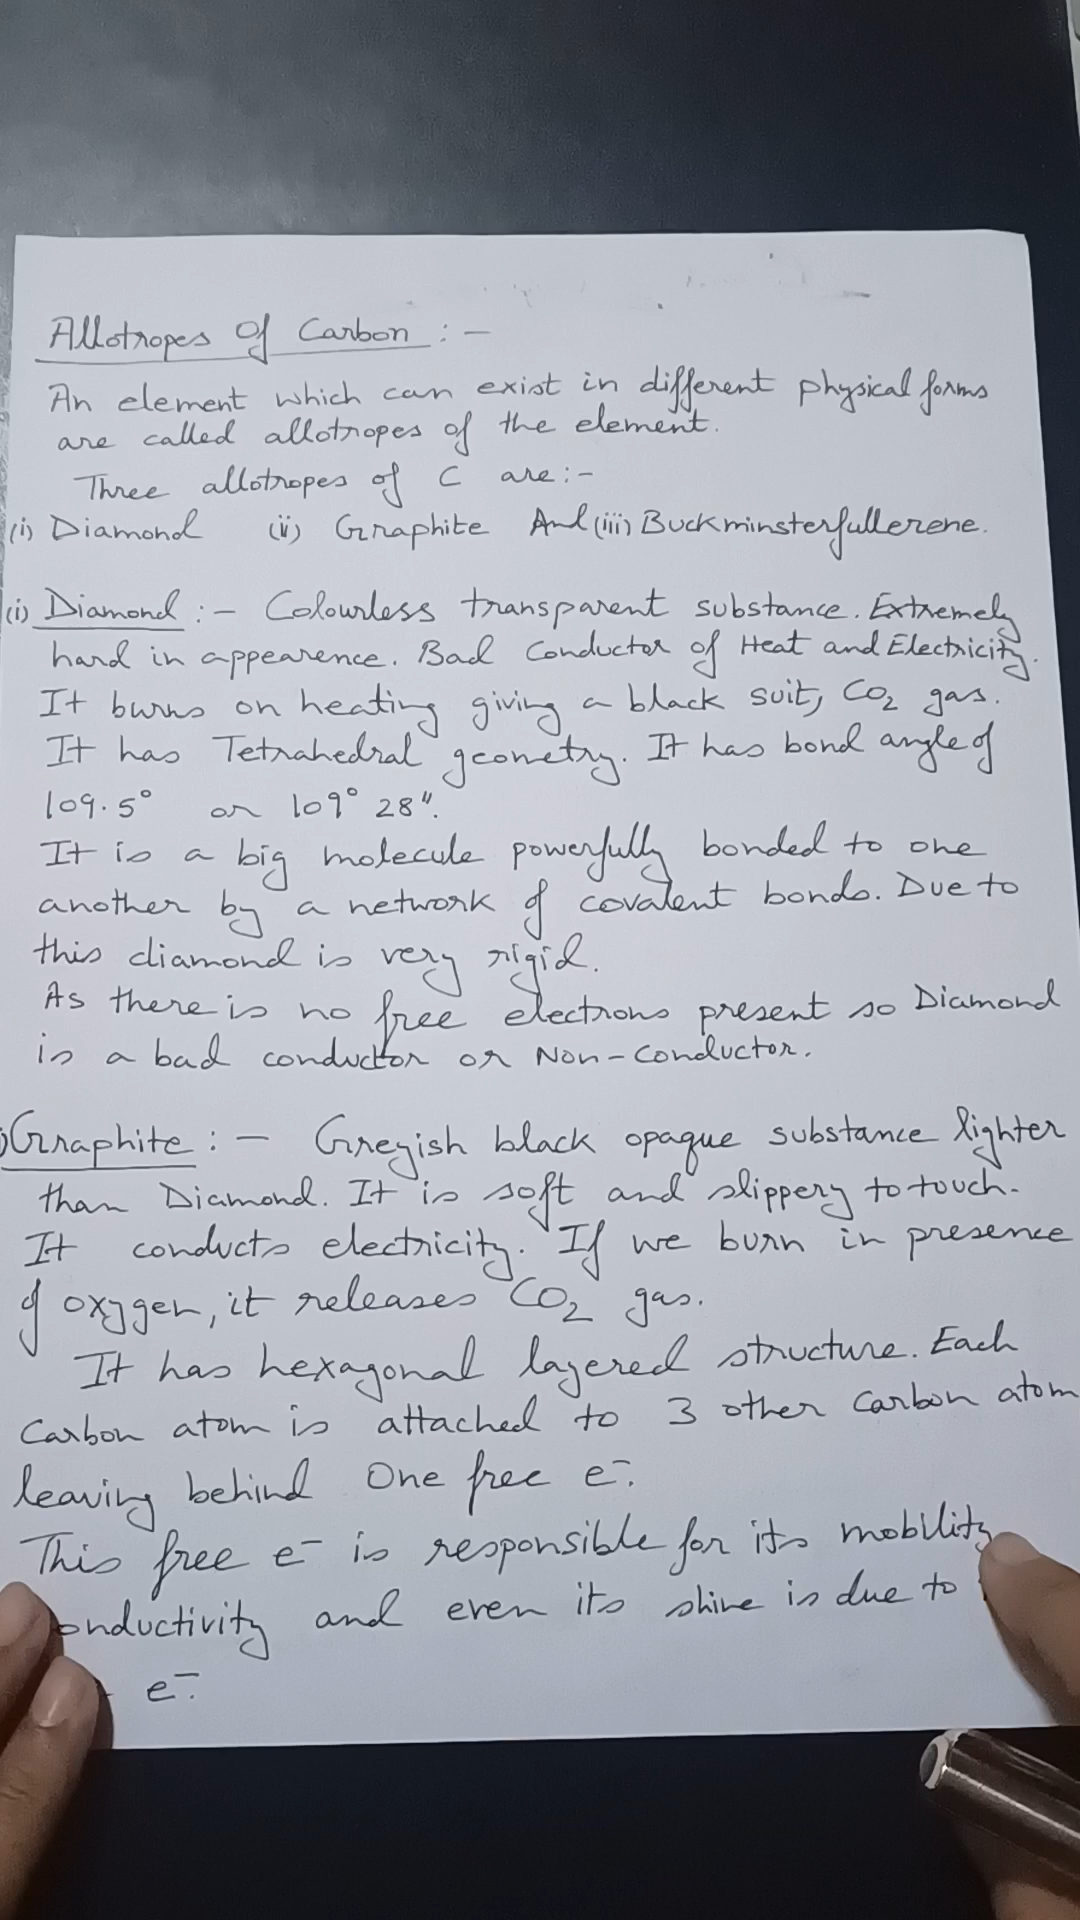 Allotropes Of Carbon :-
An element which can exist in different physical forms
are called allotropes of the element.
Three allotropes of C are:-
(i) Diamond (ii) Graphite And (iii) Buckminsterfullerene.
(i) Diamond :- Colourless transparent substance. Extremely
hard in appearence. Bad Conductor of Heat and Electricity.
It burns on heating giving a black suit, CO2 gas.
It has Tetrahedral geometry. It has bond angle of
109.5° or 109° 28".
It is a big molecule powerfully bonded to one
another by a network of covalent bonds. Due to
this diamond is very rigid.
As there is no free electrons present so Diamond
is a bad conductor or Non-Conductor.
Graphite :- Greyish black opaque substance lighter
than Diamond. It is soft and slippery to touch.
It conducts electricity. If we burn in presence
of oxygen, it releases CO2 gas.
It has hexagonal layered structure. Each
Carbon atom is attached to 3 other Carbon atom
leaving behind One free e-.
This free e- is responsible for its mobility
onductivity and even its shine is due to
e-.